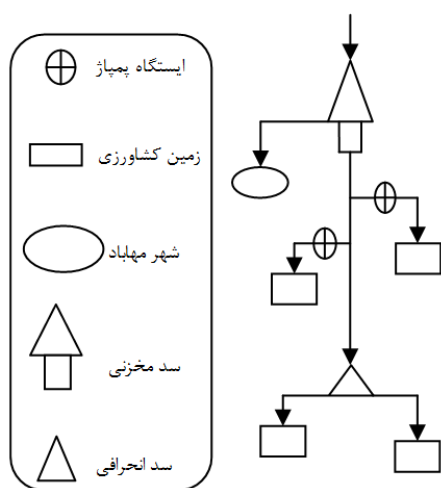 ایستگاه پمپاژ
زمین کشاورزی
شهر مهاباد
سد مخزنی
سد انحرافی